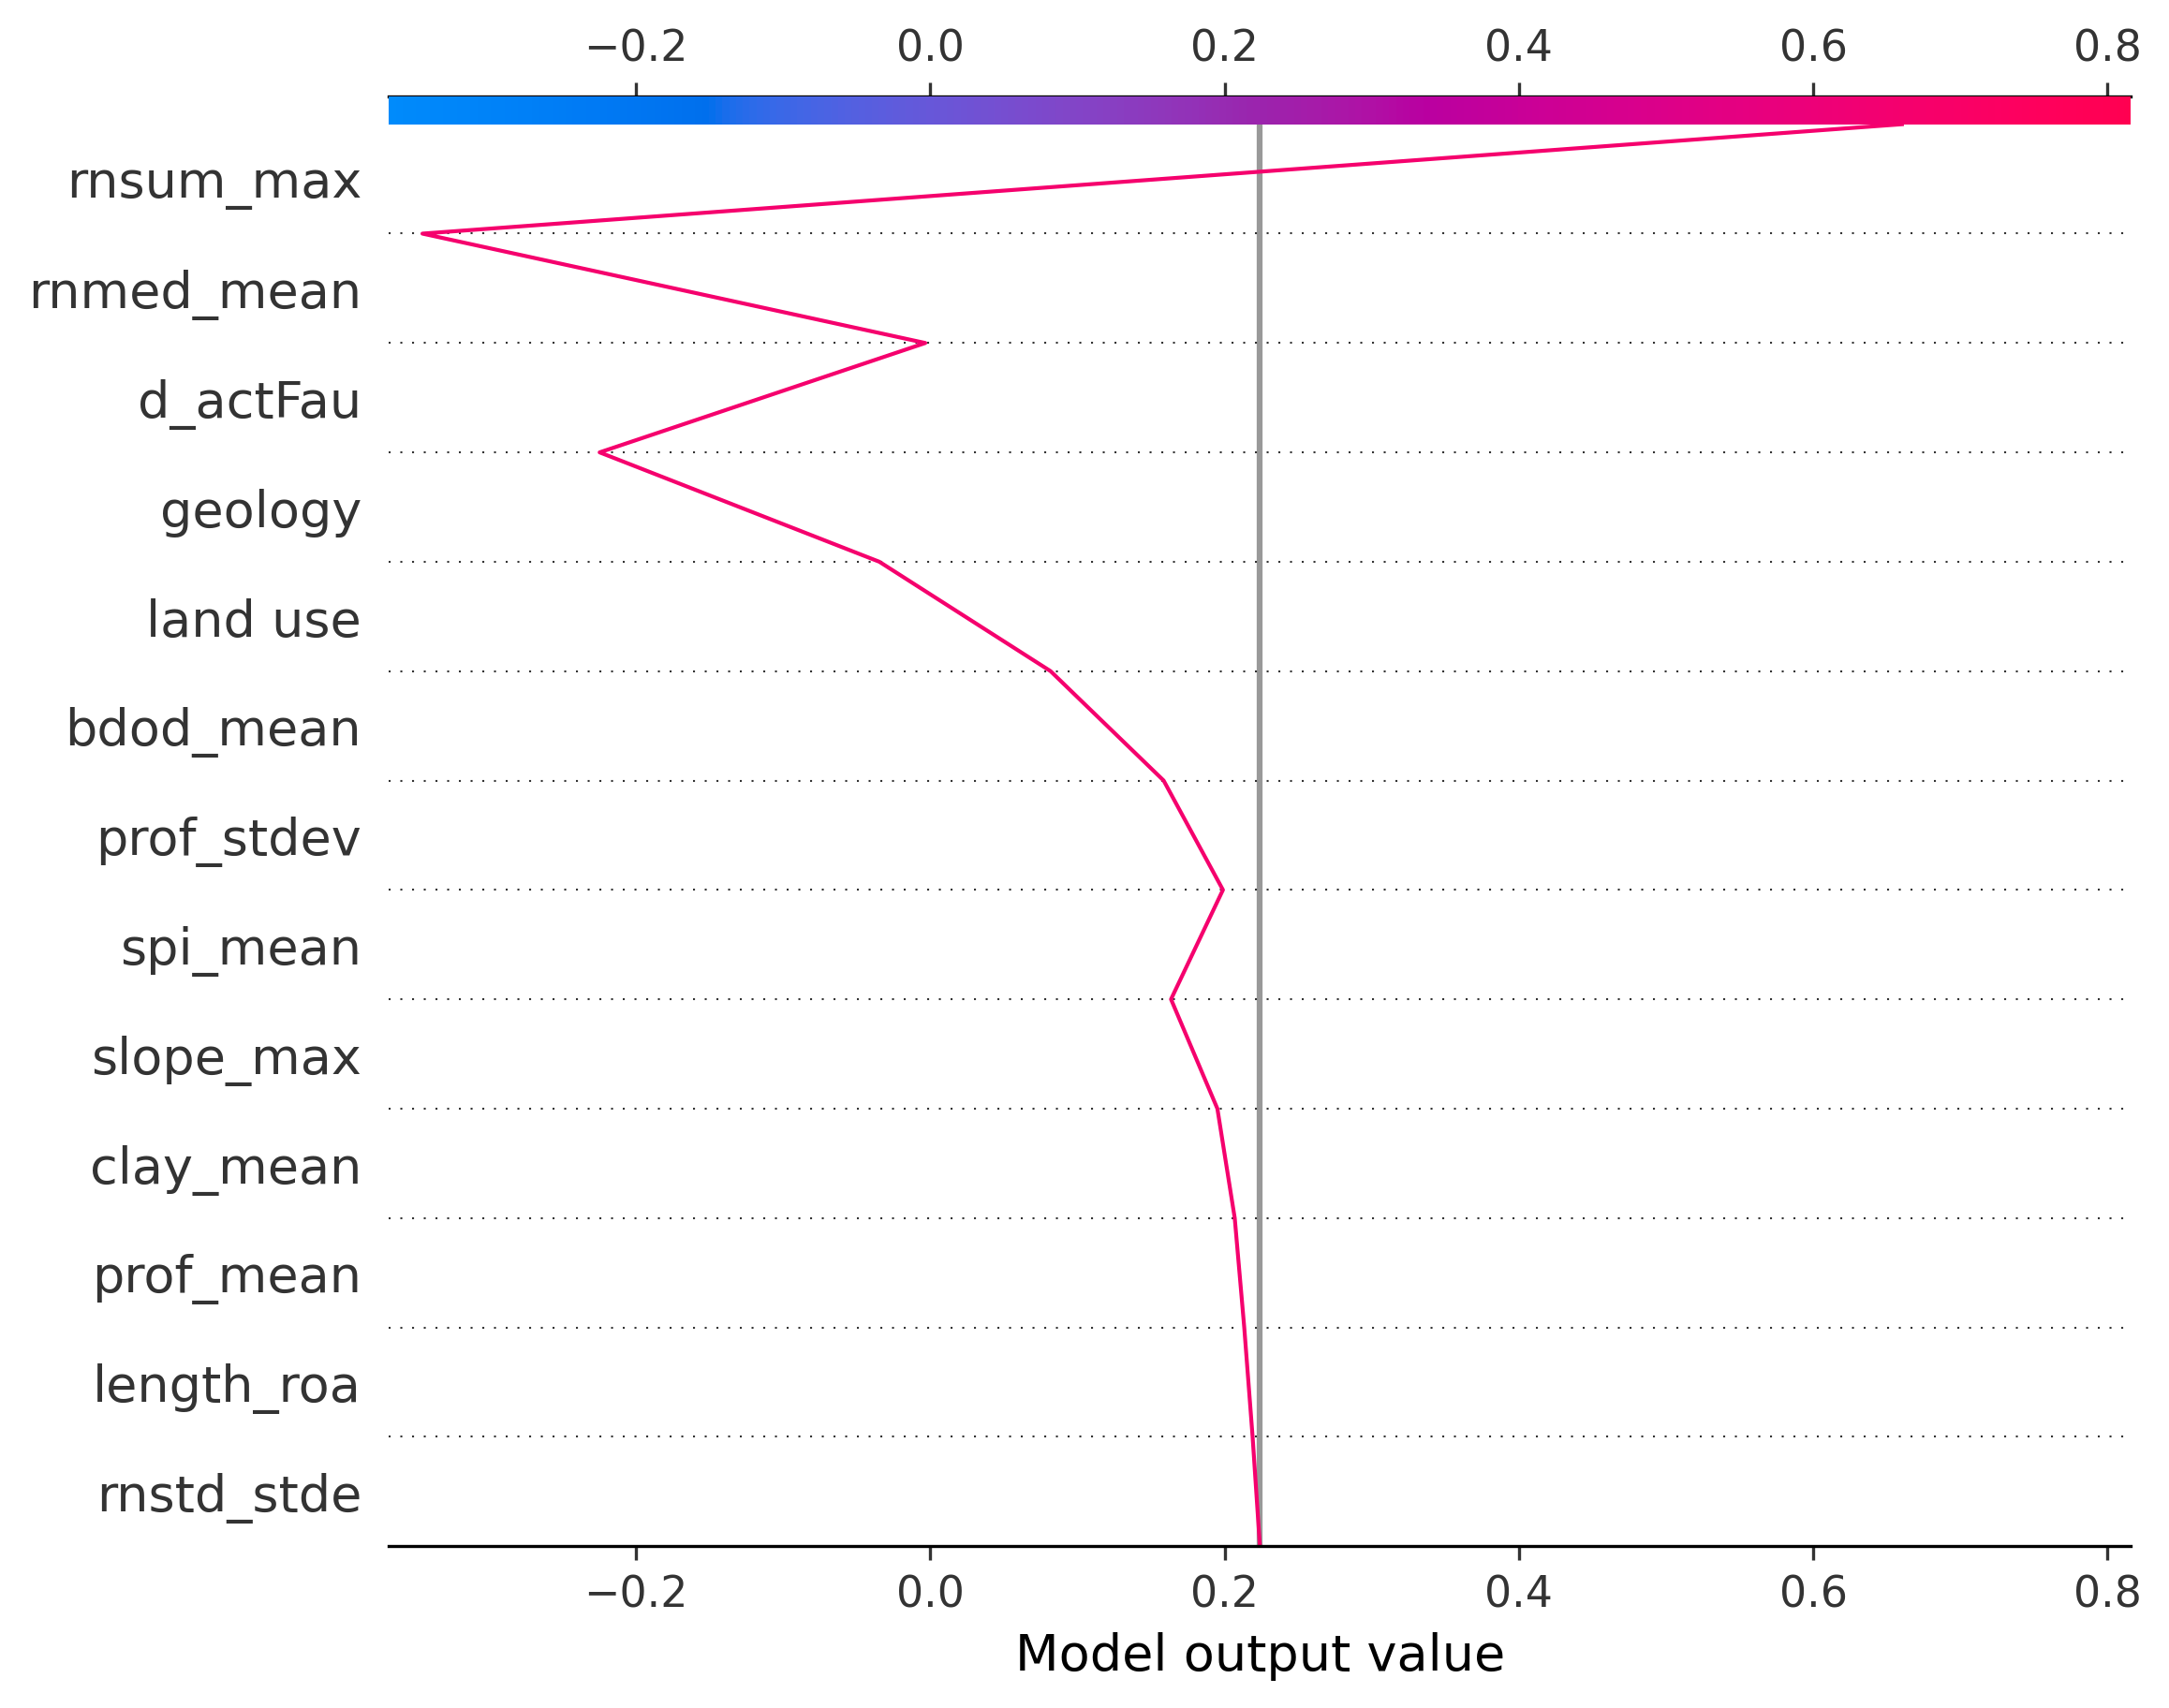 −0.2 0.0 0.2 0.4 0.6 0.8
rnsum_max
rnmed_mean
d_actFau
geology
land use
bdod_mean
prof_stdev
spi_mean
slope_max
clay_mean
prof_mean
length_roa
rnstd_stde
−0.2 0.0 0.2 0.4 0.6 0.8
Model output value